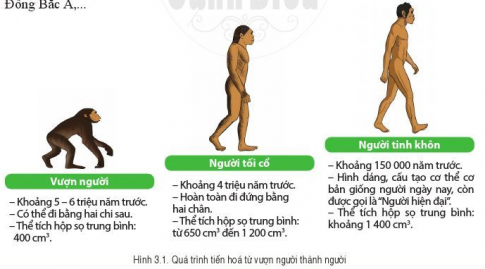 Đông Bắc Á,...
Cánh Diều
Vượn người
– Khoảng 5 – 6 triệu năm trước.
– Có thể đi bằng hai chi sau.
– Thể tích hộp sọ trung bình:
400 cm³.
Người tối cổ
– Khoảng 4 triệu năm trước.
– Hoàn toàn đi đứng bằng
hai chân.
– Thể tích hộp sọ trung bình:
từ 650 cm³ đến 1 200 cm³.
Người tinh khôn
– Khoảng 150 000 năm trước.
– Hình dáng, cấu tạo cơ thể cơ
bản giống người ngày nay, còn
được gọi là “Người hiện đại”.
– Thể tích hộp sọ trung bình:
khoảng 1 400 cm³.
Hình 3.1. Quá trình tiến hoá từ vượn người thành người